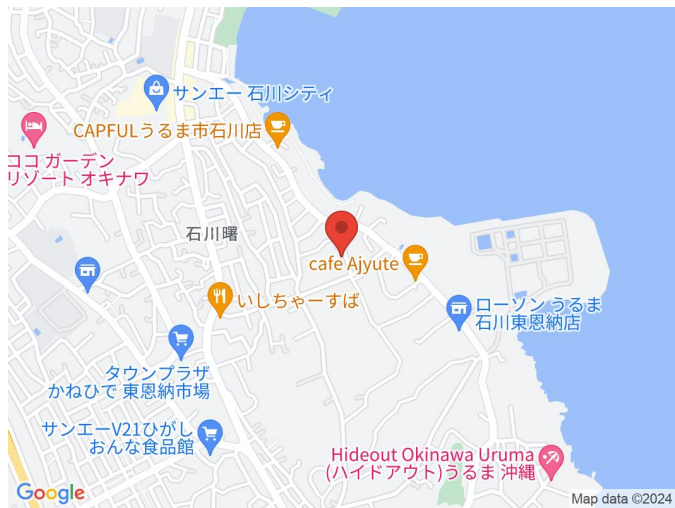 サンエー 石川シティ
CAPFULうるま市石川店
ココ ガーデン
リゾート オキナワ
石川曙
cafe Ajyute
いしちゃーすば
ローソン うるま
石川東恩納店
タウンプラザ
かねひで 東恩納市場
サンエーV21ひがし
おんな食品館
Hideout Okinawa Uruma
(ハイドアウト)うるま 沖縄
Google
Map data ©2024